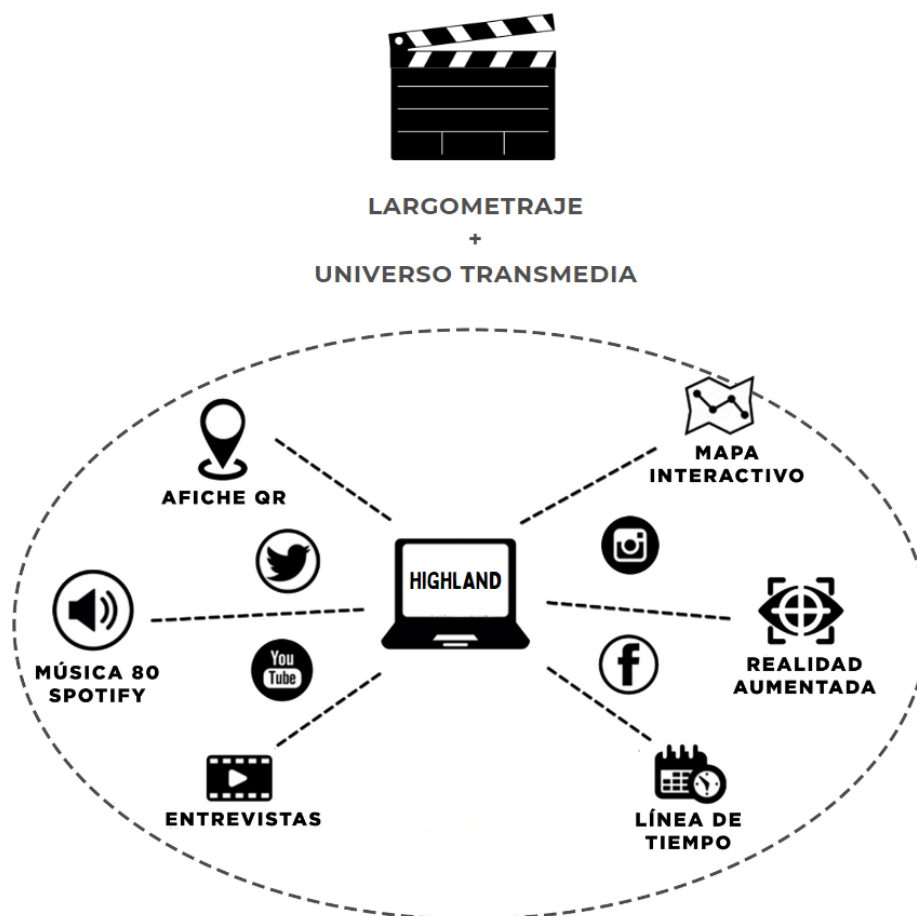 LARGOMETRAJE
+
UNIVERSO TRANSMEDIA
AFICHE QR
MAPA
INTERACTIVO
HIGHLAND
MÚSICA 80
SPOTIFY
You
Tube
f
REALIDAD
AUMENTADA
ENTREVISTAS
LÍNEA DE
TIEMPO